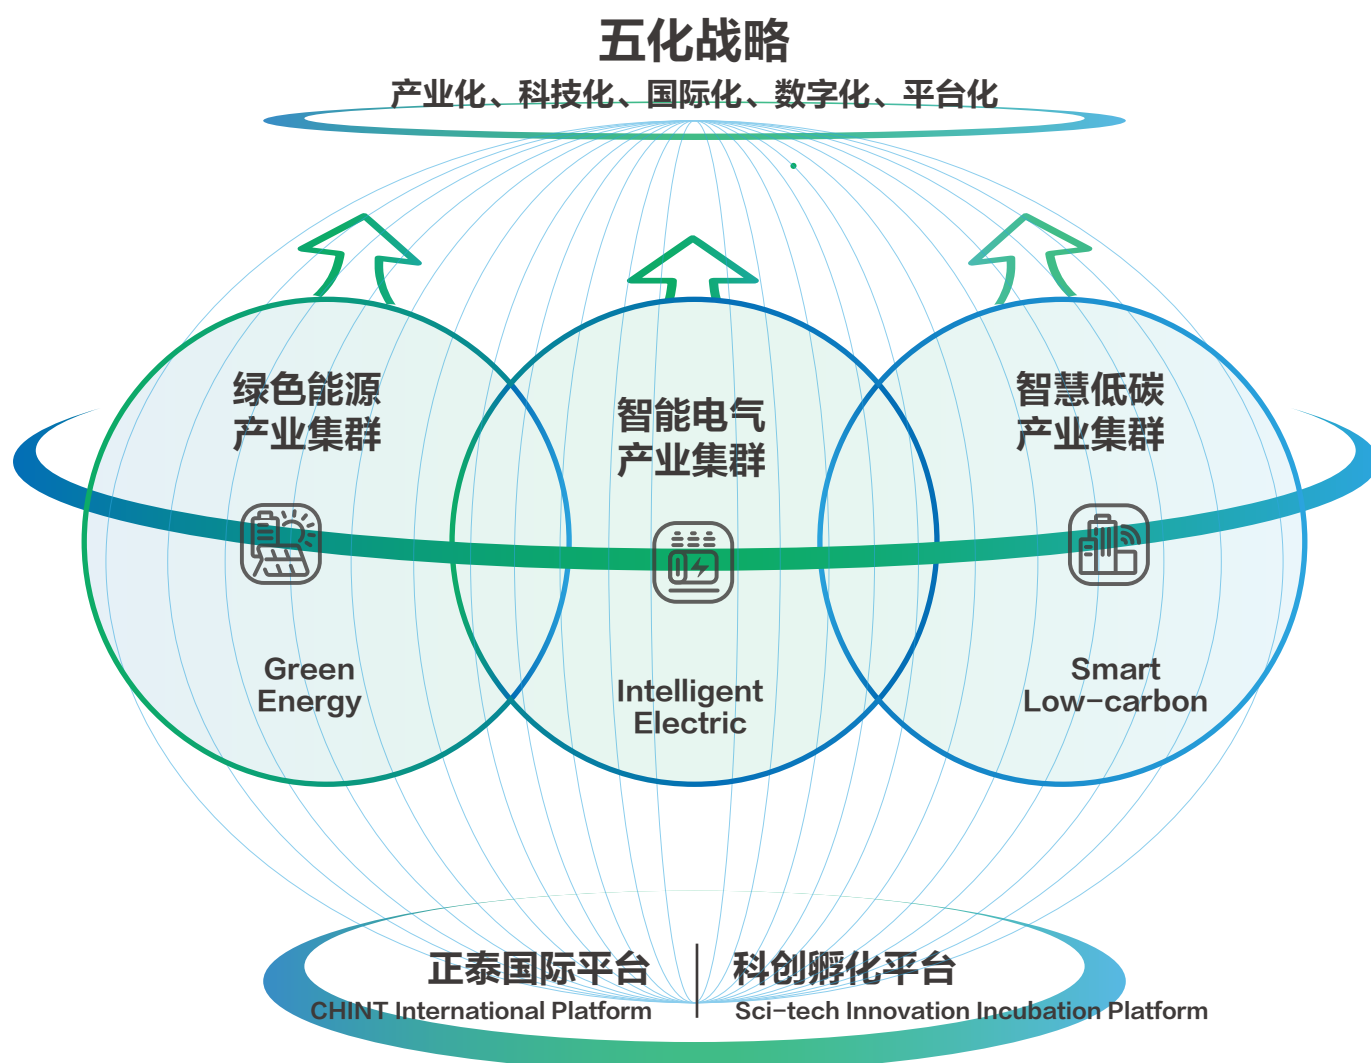 五化战略
产业化、科技化、国际化、数字化、平台化
绿色能源
产业集群
Green
Energy
智能电气
产业集群
Intelligent
Electric
智慧低碳
产业集群
Smart
Low-carbon
正泰国际平台
CHINT International Platform
科创孵化平台
Sci-tech Innovation Incubation Platform